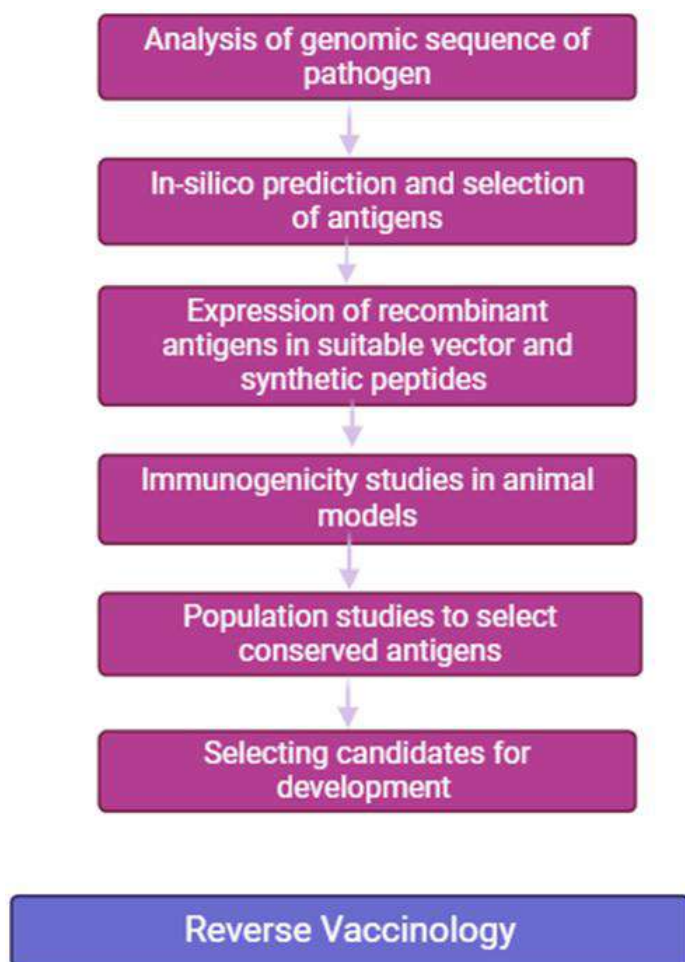 Analysis of genomic sequence of
pathogen
In-silico prediction and selection
of antigens
Expression of recombinant
antigens in suitable vector and
synthetic peptides
Immunogenicity studies in animal
models
Population studies to select
conserved antigens
Selecting candidates for
development
Reverse Vaccinology